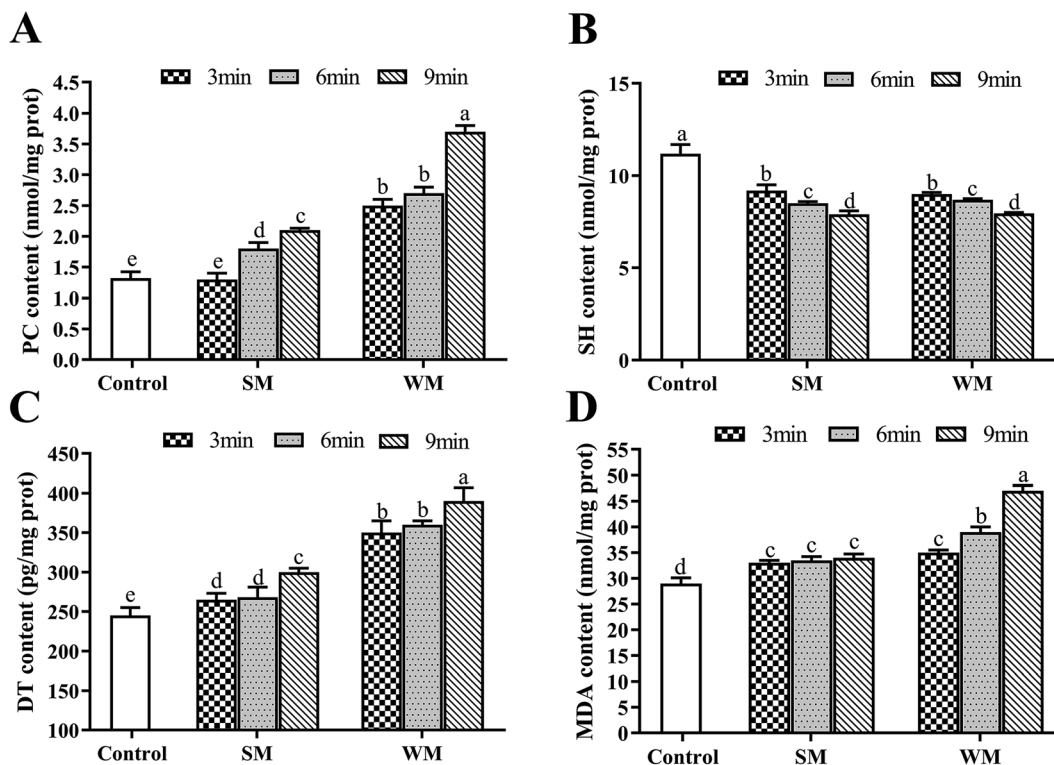 A
3min 6min 9min
PC content (nmol/mg prot)
4.5
4.0
3.5
3.0
2.5
2.0
1.5
1.0
0.5
0.0
e e d c b b a
Control SM WM
B
3min 6min 9min
SH content (nmol/mg prot)
15
10
5
0
a b c d b c d
Control SM WM
C
3min 6min 9min
DT content (pg/mg prot)
450
400
350
300
250
200
150
100
e d d c b b a
Control SM WM
D
3min 6min 9min
MDA content (nmol/mg prot)
55
50
45
40
35
30
25
20
15
10
5
0
d c c c c b a
Control SM WM